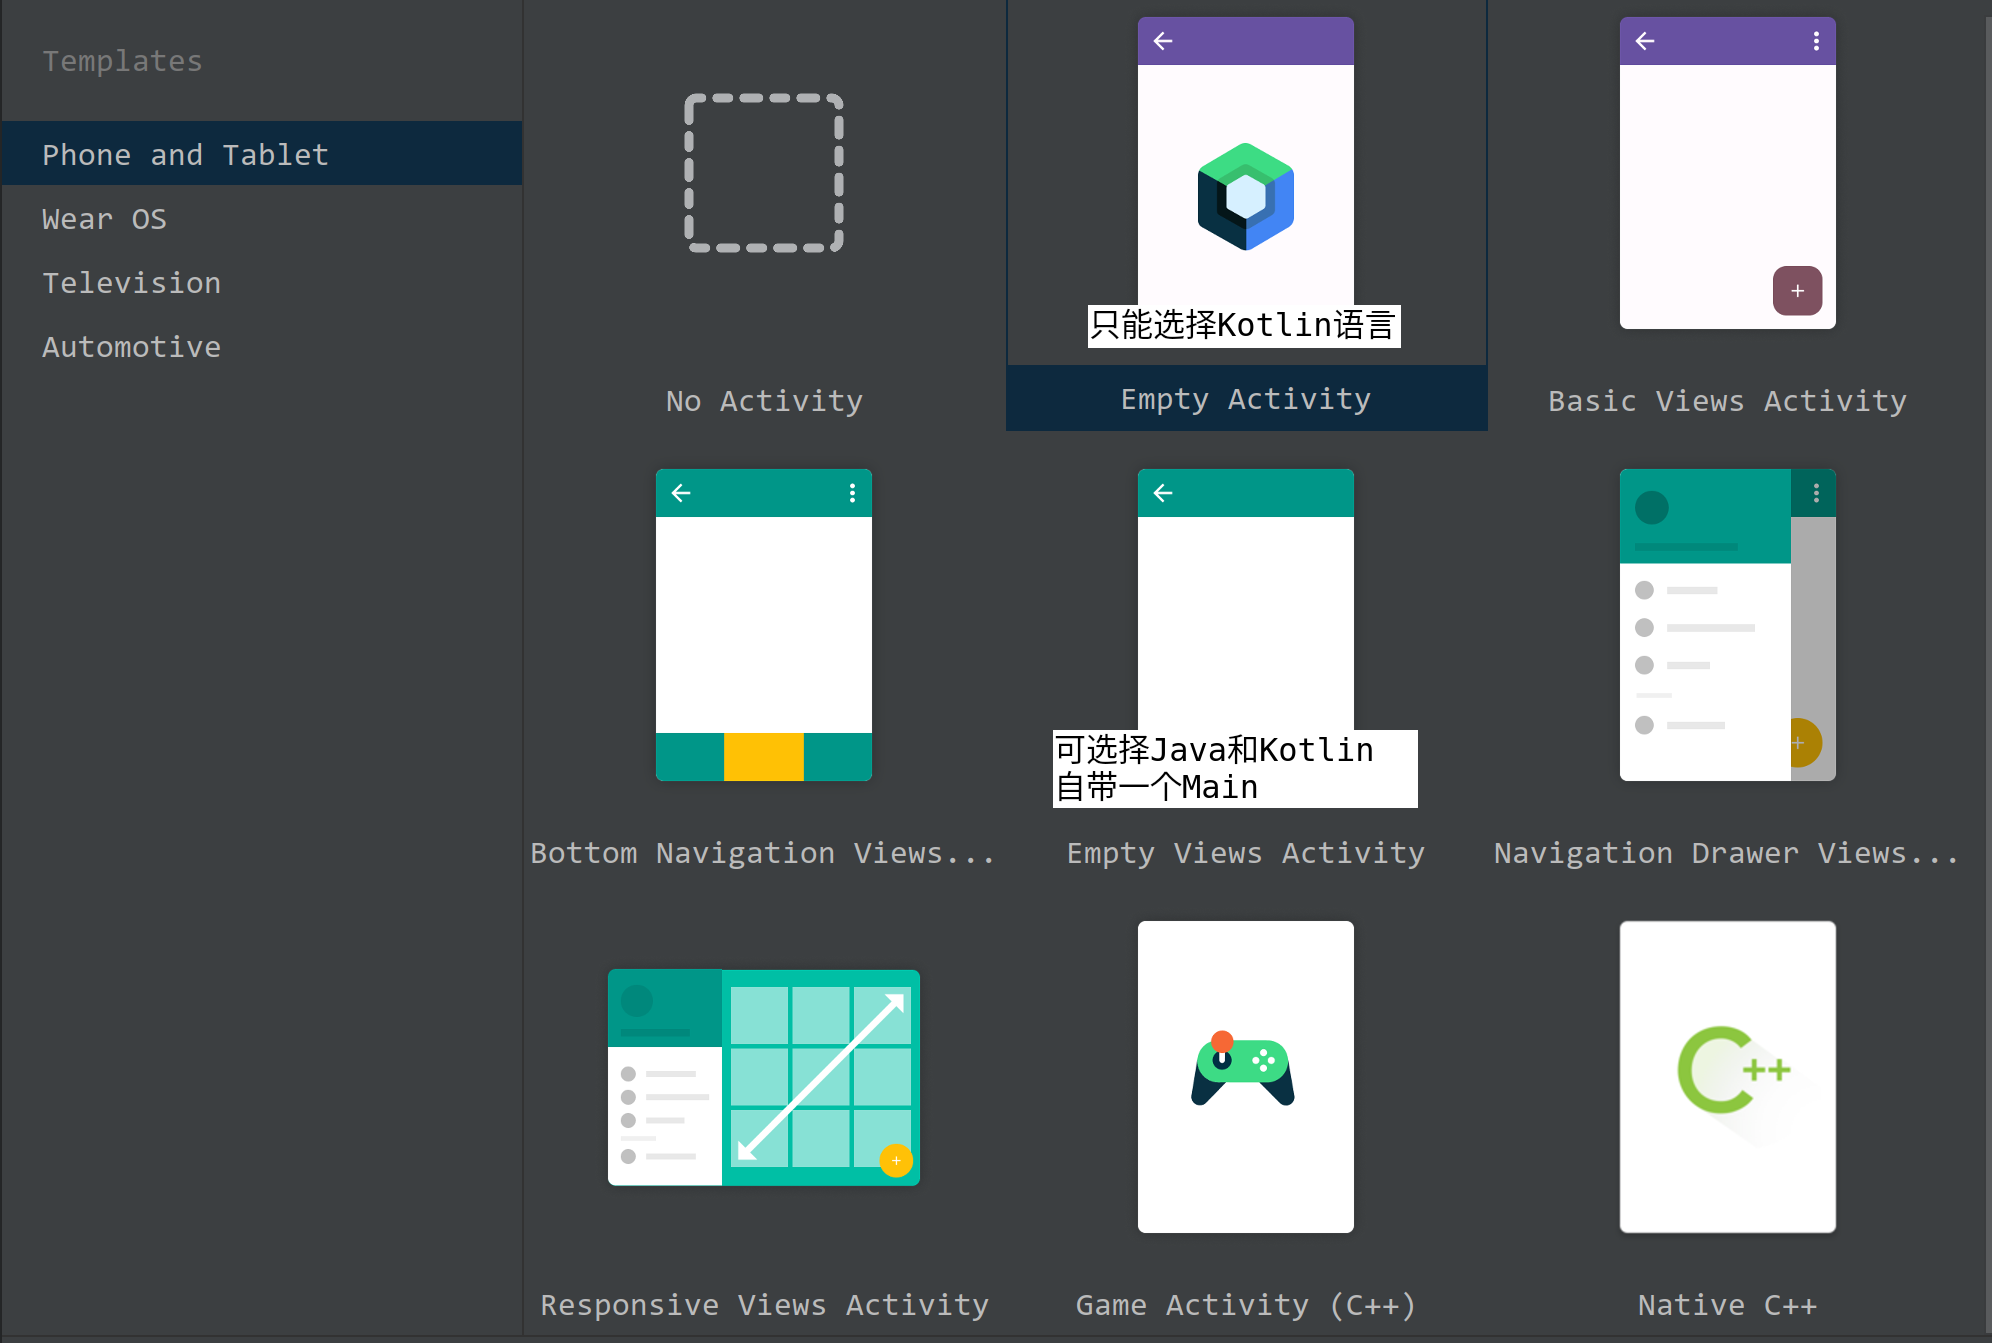 Templates
Phone and Tablet
Wear OS
Television
Automotive
只能选择Kotlin语言
No Activity
Empty Activity
Basic Views Activity
可选择Java和Kotlin
自带一个Main
Bottom Navigation Views...
Empty Views Activity
Navigation Drawer Views...
C++
Responsive Views Activity
Game Activity (C++)
Native C++